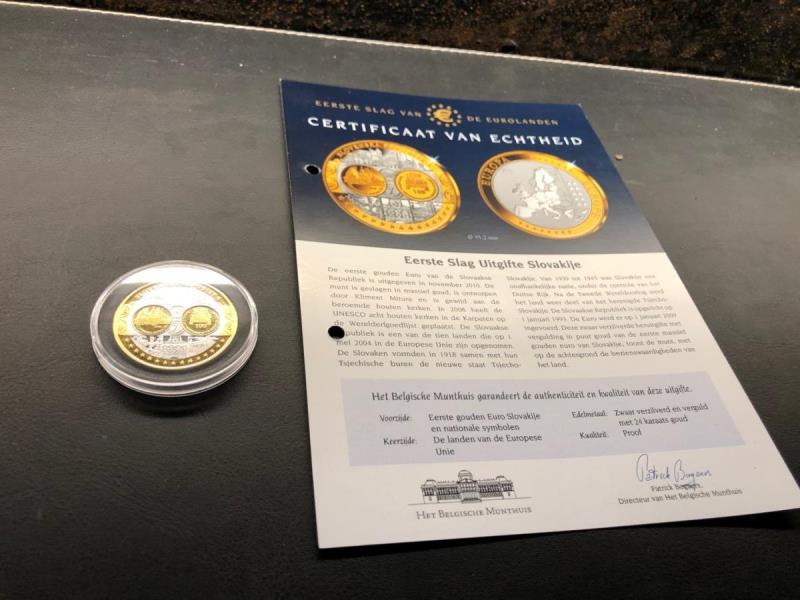 EERSTE SLAG VAN € DE EUROLANDEN
CERTIFICAAT VAN ECHTHEID
EUROPA
Eerste Slag Uitgifte Slovakije
De eerste gouden Euro van de Slovaakse
Republiek is uitgegeven in november 2010. De
munt is geslagen in massief goud, is ontworpen
door Kliment Mitura en is gewijd aan de
beroemde houten kerken. In 2008 heeft de
UNESCO acht houten kerken in de Karpaten op
de Werelderfgoedlijst geplaatst. De Slovaakse
Republiek is een van de tien landen die op 1
mei 2004 in de Europese Unie zijn opgenomen.
De Slovaken vormden in 1918 samen met hun
Tsjechische buren de nieuwe staat Tsjecho-
Slovakije. Van 1939 tot 1945 was Slovakije een
onafhankelijke natie, onder de controle van het
Duitse Rijk. Na de Tweede Wereldoorlog werd
het land weer deel van het herenigde Tsjecho-
Slovakije. De Slovaakse Republiek is opgericht op
1 januari 1993. De Euro werd er op 1 januari 2009
ingevoerd. Deze zwaar verzilverde heruitgifte met
vergulding in puur goud van de eerste massief
gouden euro van Slovakije, toont de munt, met
op de achtergrond de bezienswaardigheden van
het land.
Het Belgische Munthuis garandeert de authenticiteit en kwaliteit van deze uitgifte.
Voorzijde: Eerste gouden Euro Slovakije
en nationale symbolen
Keerzijde: De landen van de Europese
Unie
Edelmetaal: Zwaar verzilverd en verguld
met 24 karaats goud
Kwaliteit: Proof
Het Belgische Munthuis
Patrick
Directeur van Het Belgische Munthuis